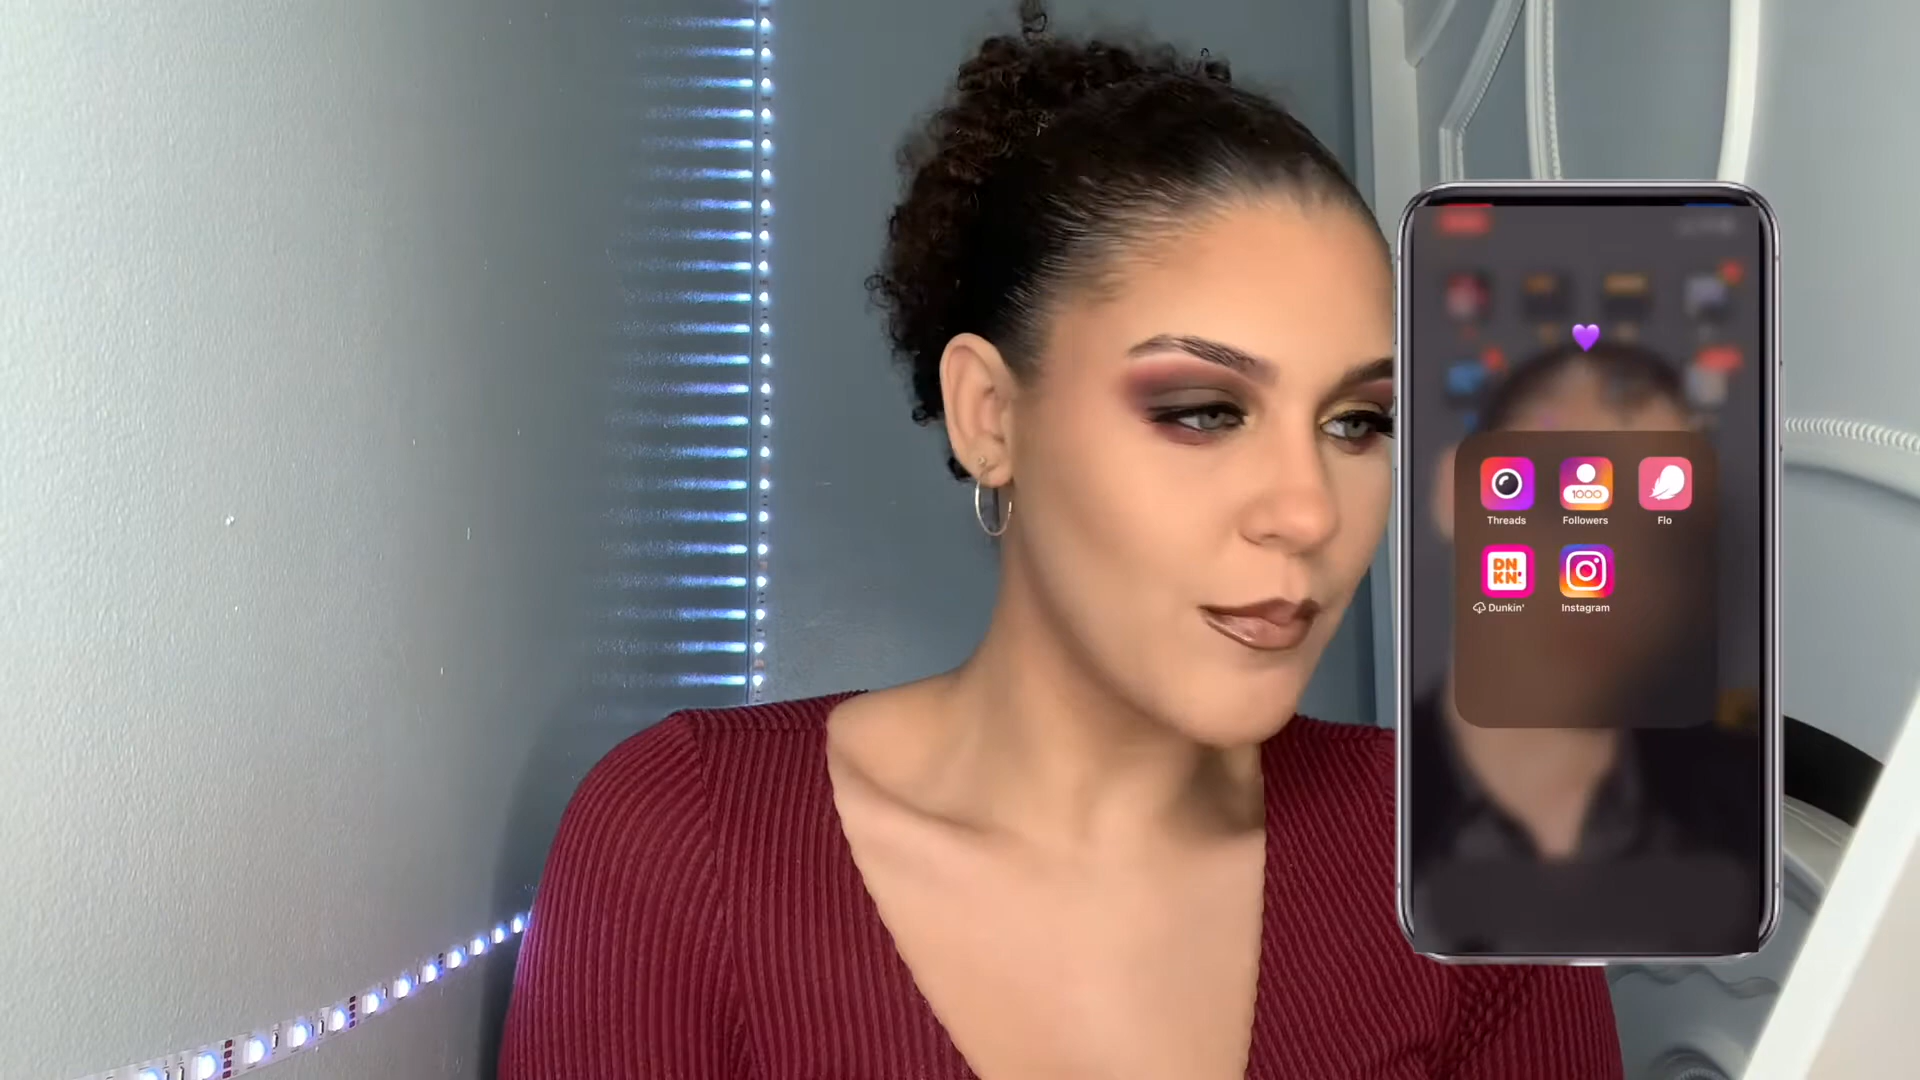 💜
1000
Threads
Followers
Flo
DN
KN'
Dunkin'
Instagram